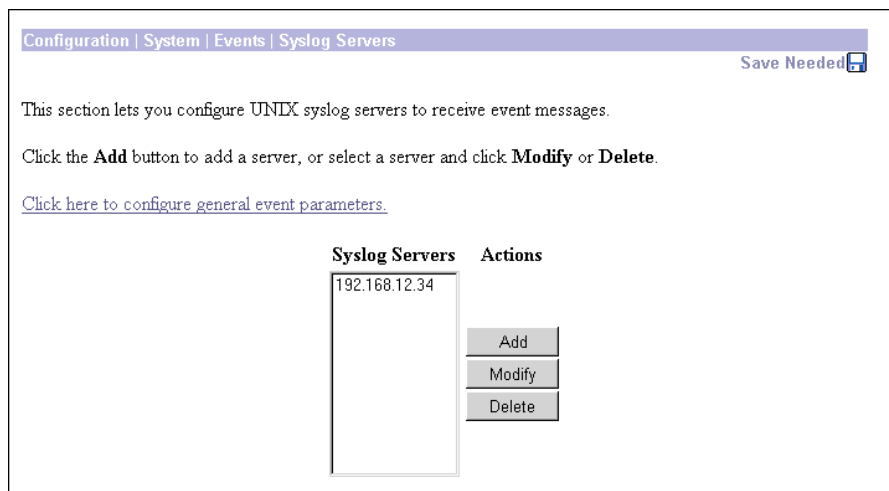 Configuration | System | Events | Syslog Servers
Save Needed
This section lets you configure UNIX syslog servers to receive event messages.
Click the Add button to add a server, or select a server and click Modify or Delete.
Click here to configure general event parameters.
Syslog Servers Actions
192.168.12.34
Add
Modify
Delete